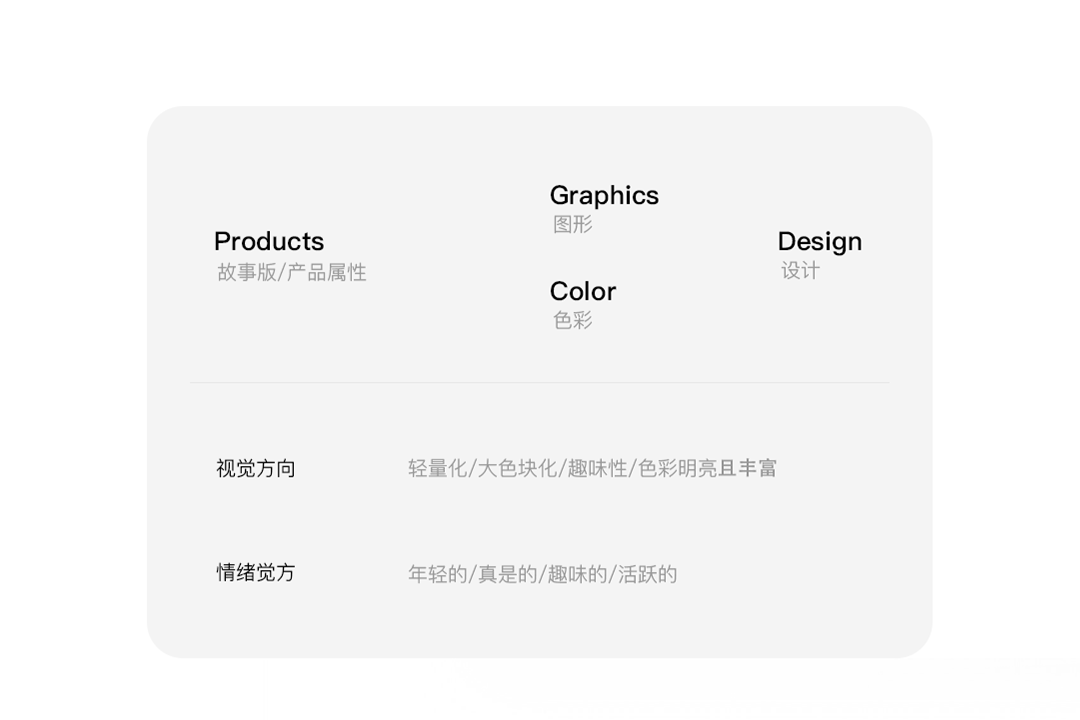 Graphics
图形
Products
故事版/产品属性
Design
设计
Color
色彩
视觉方向
轻量化/大色块化/趣味性/色彩明亮且丰富
情绪觉方
年轻的/真是的/趣味的/活跃的